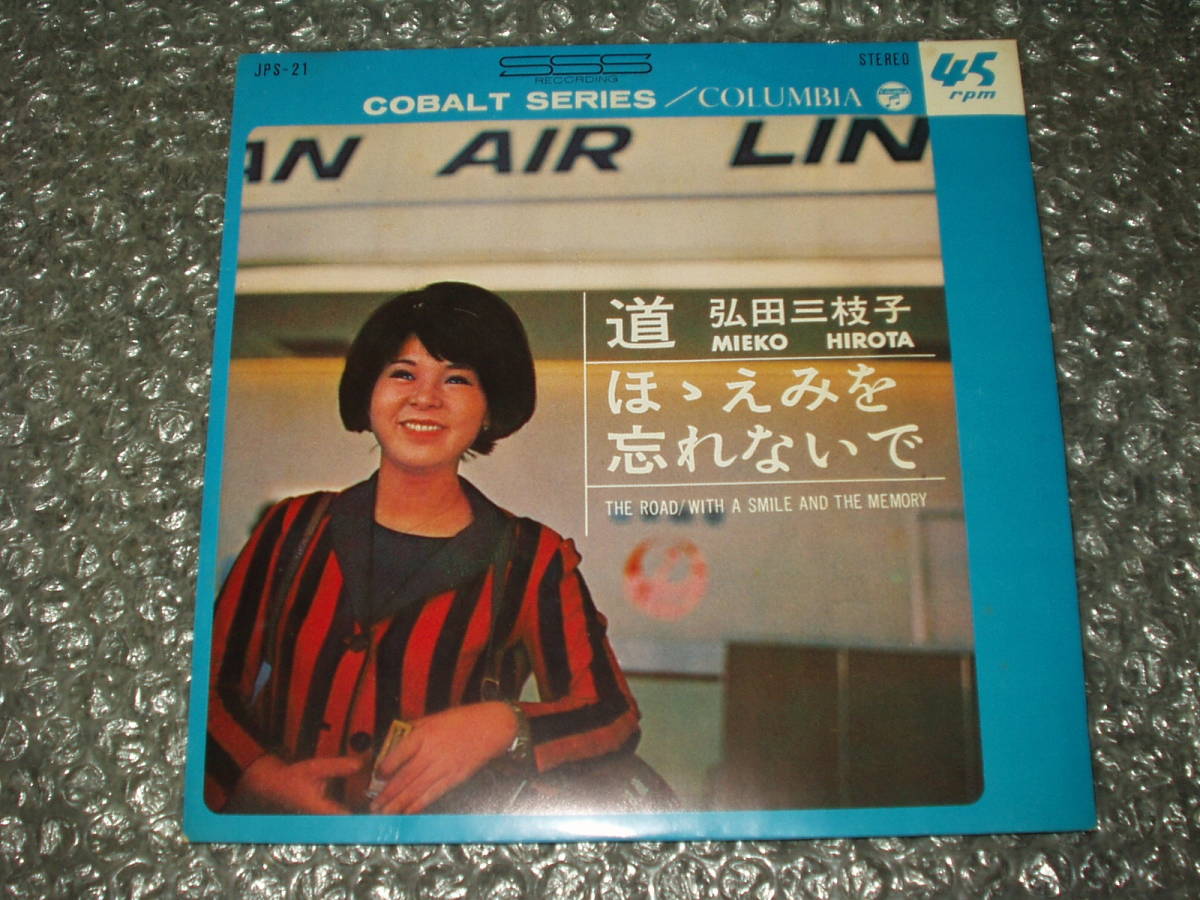 JPS-21
SSS
RECORDING
STEREO
45
rpm
COBALT SERIES / COLUMBIA
AN AIR LIN
道 弘田三枝子
MIEKO HIROTA
ほゝえみを
忘れないで
THE ROAD/WITH A SMILE AND THE MEMORY